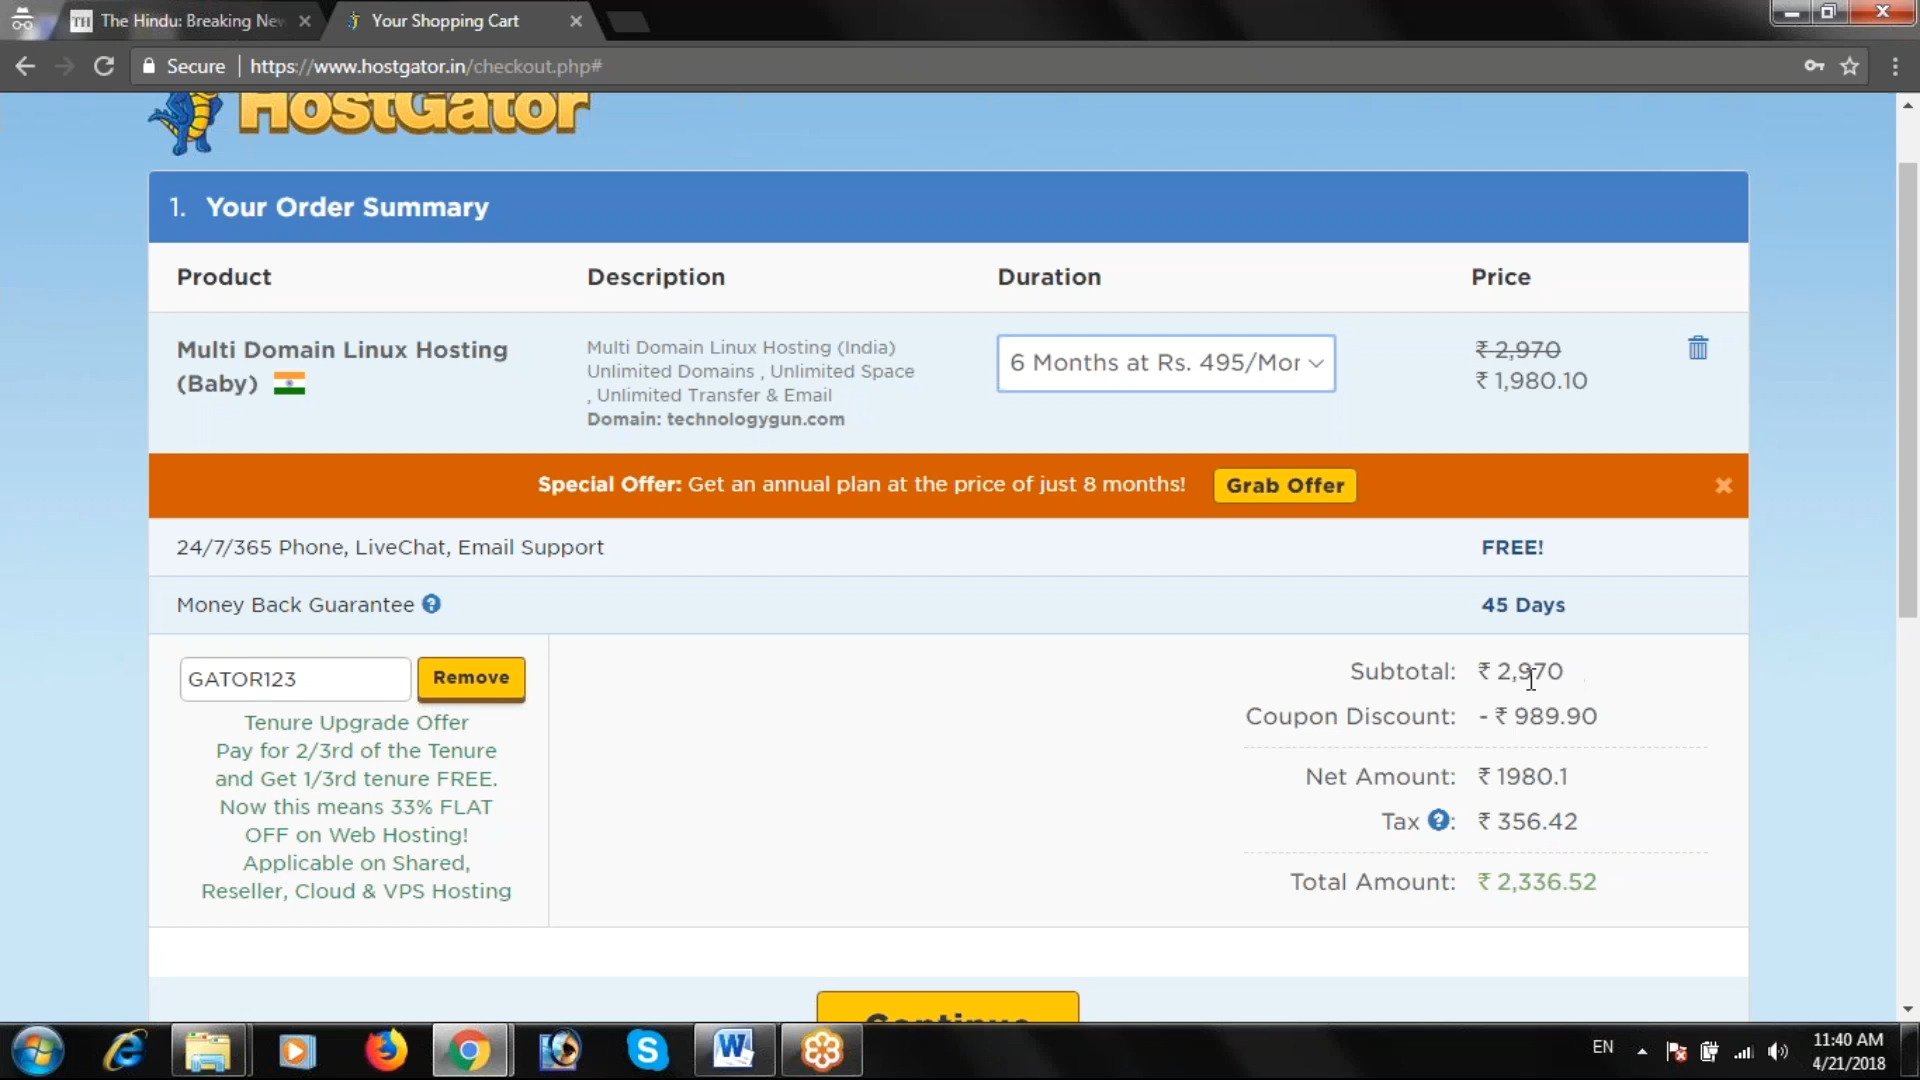 TH The Hindu: Breaking Nev
Your Shopping Cart
Secure | https://www.hostgator.in/checkout.php#
HostGator
1. Your Order Summary
Product Description Duration Price
Multi Domain Linux Hosting
(Baby)
Multi Domain Linux Hosting (India)
Unlimited Domains , Unlimited Space
, Unlimited Transfer & Email
Domain: technologygun.com
6 Months at Rs. 495/Mor
₹ 2,970
₹ 1,980.10
Special Offer: Get an annual plan at the price of just 8 months! Grab Offer
24/7/365 Phone, LiveChat, Email Support FREE!
Money Back Guarantee ? 45 Days
GATOR123 Remove
Tenure Upgrade Offer
Pay for 2/3rd of the Tenure
and Get 1/3rd tenure FREE.
Now this means 33% FLAT
OFF on Web Hosting!
Applicable on Shared,
Reseller, Cloud & VPS Hosting
Subtotal: ₹ 2,970
Coupon Discount: - ₹ 989.90
Net Amount: ₹ 1980.1
Tax ?: ₹ 356.42
Total Amount: ₹ 2,336.52
Continue
EN
11:40 AM
4/21/2018